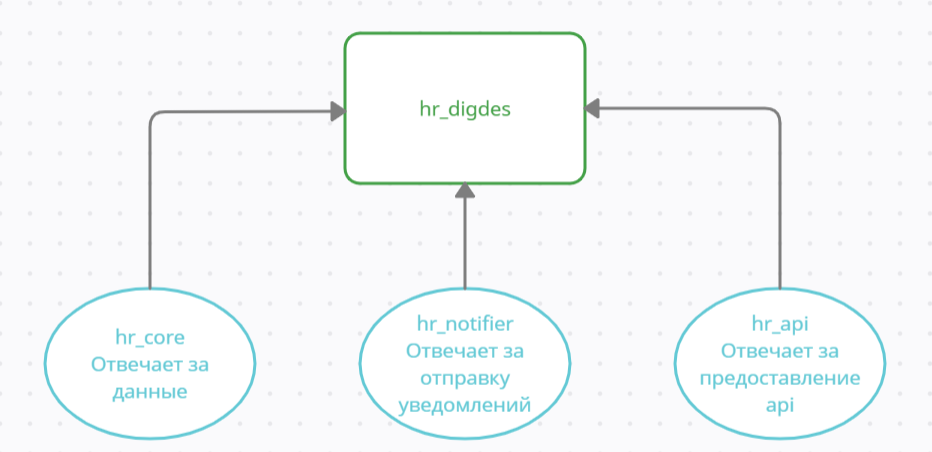 hr_digdes
hr_core
Отвечает за
данные
hr_notifier
Отвечает за
отправку
уведомлений
hr_api
Отвечает за
предоставление
api